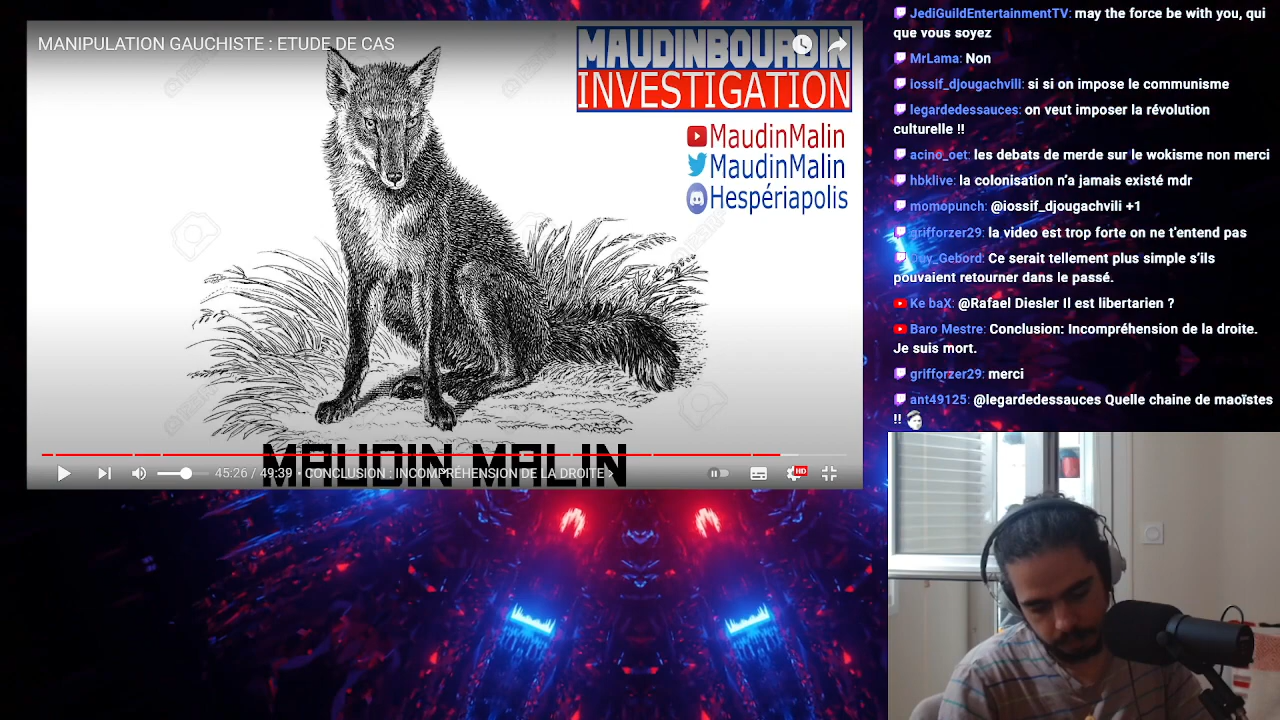 MANIPULATION GAUCHISTE : ETUDE DE CAS
MAUDINBOURDIN
INVESTIGATION
MaudinMalin
MaudinMalin
Hespériapolis
MAUDIN MALIN
45:26 / 49:39 • CONCLUSION : INCOMPRÉHENSION DE LA DROITE >
HD
JediGuildEntertainmentTV: may the force be with you, qui
que vous soyez
MrLama: Non
iossif_djougachvili: si si on impose le communisme
legardedessauces: on veut imposer la révolution
culturelle !!
acino_oet: les debats de merde sur le wokisme non merci
hbklive: la colonisation n'a jamais existé mdr
momopunch: @iossif_djougachvili +1
grifforzer29: la video est trop forte on ne t'entend pas
Guy_Gebord: Ce serait tellement plus simple s'ils
pouvaient retourner dans le passé.
Ke baX: @Rafael Diesler Il est libertarien ?
Baro Mestre: Conclusion: Incompréhension de la droite.
Je suis mort.
grifforzer29: merci
ant49125: @legardedessauces Quelle chaine de maoïstes
!!